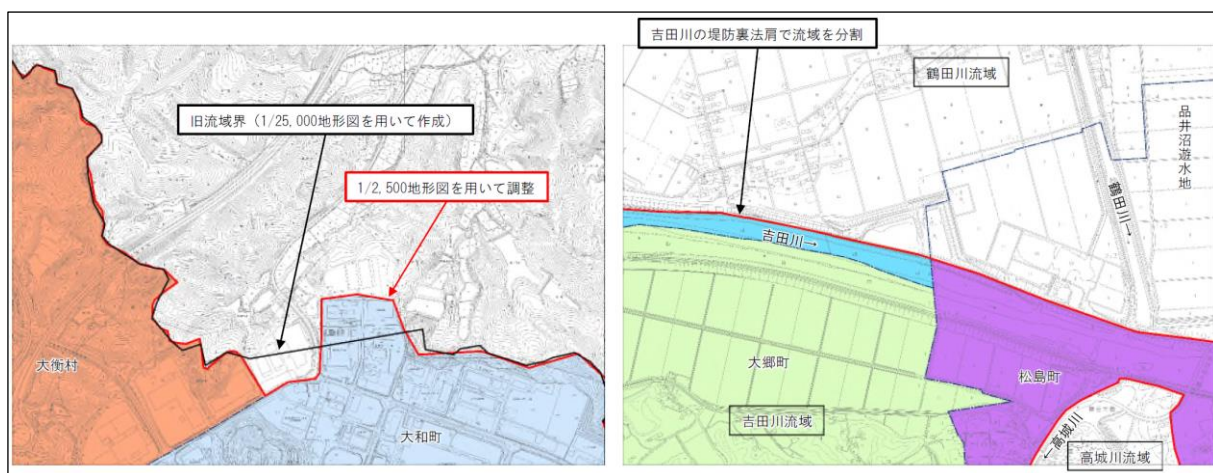 旧流域界（1/25,000地形図を用いて作成）
1/2,500地形図を用いて調整
大衡村
大和町
吉田川の堤防裏法肩で流域を分割
鶴田川流域
品井沼遊水地
鶴田川→
吉田川→
大郷町
松島町
吉田川流域
←高城川
高城川流域